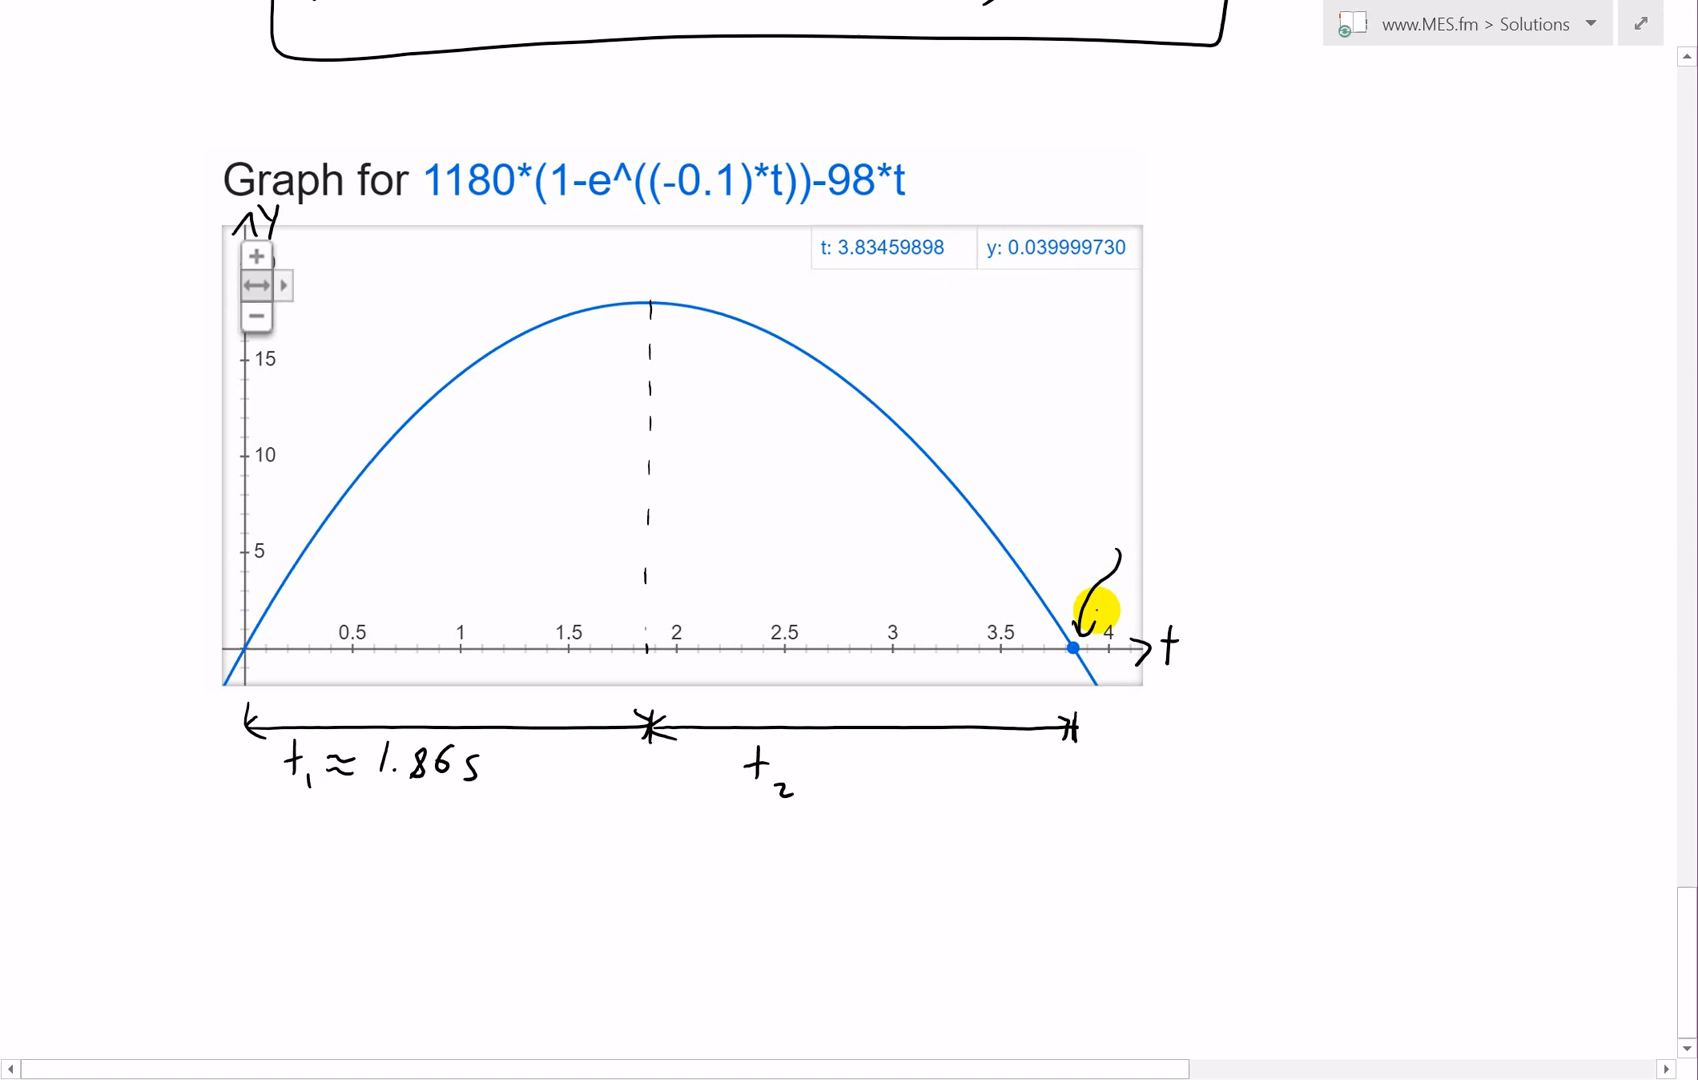 www.MES.fm > Solutions
Graph for 1180*(1-e^((-0.1)*t))-98*t
y
t: 3.83459898 y: 0.039999730
15
10
5
0.5 1 1.5 2 2.5 3 3.5 4
t
t₁ ≈ 1.86 s
t₂